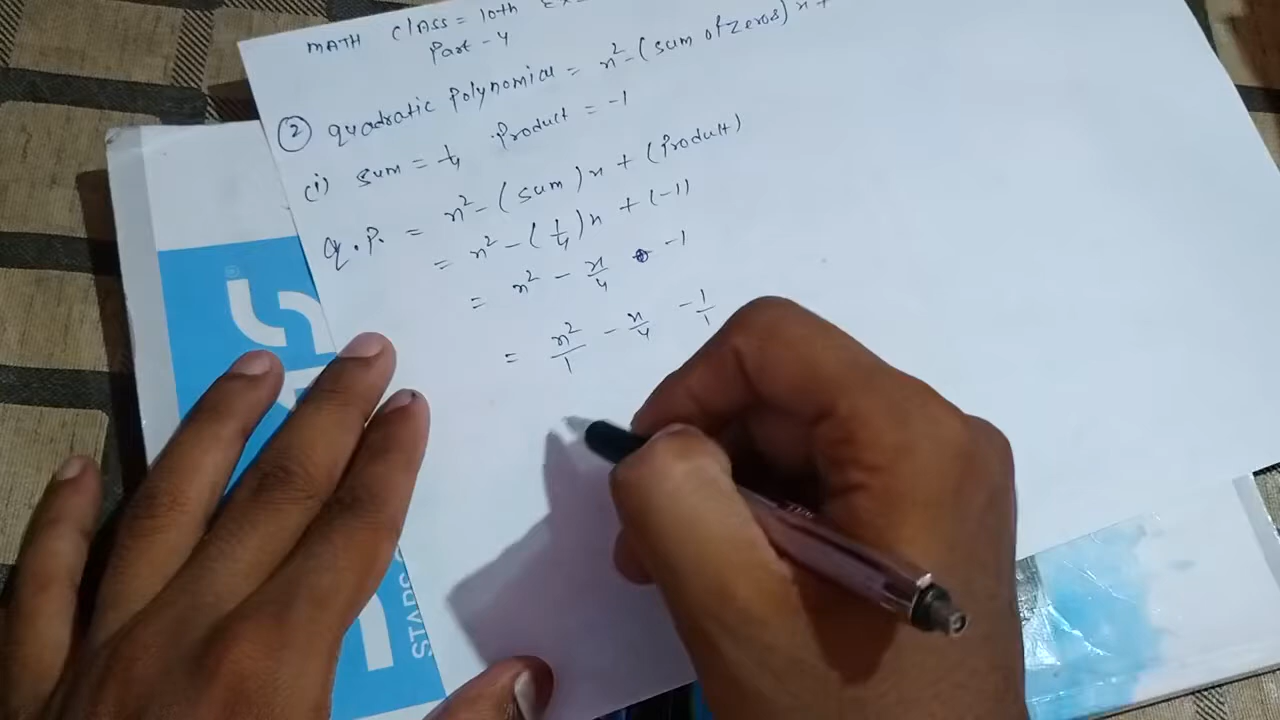 MATH CLASS = 10th
Part - 4
② quadratic polynomial = x² - (sum of zeros) x +
(i) sum = 1/4 product = -1
q.P. = x² - (sum) x + (product)
= x² - (1/4) x + (-1)
= x² - x/4 -1
= x²/1 - x/4 - 1/1
STARS